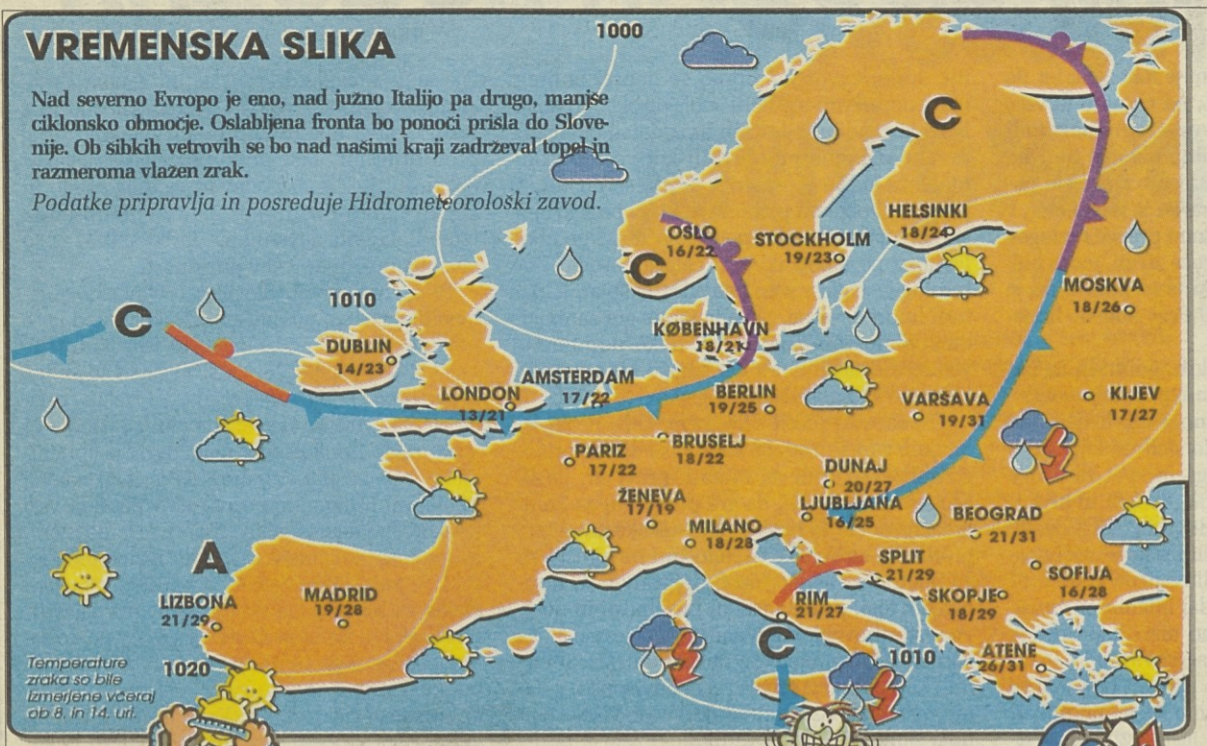 VREMENSKA SLIKA
Nad severno Evropo je eno, nad južno Italijo pa drugo, manjše
ciklonsko območje. Oslabljena fronta bo ponoči prišla do Slove-
nije. Ob šibkih vetrovih se bo nad našimi kraji zadrževal topel in
razmeroma vlažen zrak.
Podatke pripravlja in posreduje Hidrometeorološki zavod.
1000
C
HELSINKI
18/24
OSLO
16/22
STOCKHOLM
19/23
C
MOSKVA
18/26
1010
C
KØBENHAVN
18/21
DUBLIN
14/23
AMSTERDAM
17/22
LONDON
13/21
BERLIN
19/25
VARŠAVA
19/31
KIJEV
17/27
BRUSELJ
18/22
PARIZ
17/22
DUNAJ
20/27
ŽENEVA
17/19
LJUBLJANA
16/25
BEOGRAD
21/31
MILANO
18/28
A
SPLIT
21/29
SOFIJA
16/28
MADRID
19/28
LIZBONA
21/29
RIM
21/27
SKOPJE
18/29
C
1010
ATENE
26/31
1020
Temperature
zraka so bile
izmerjene včeraj
ob 8. in 14. uri.